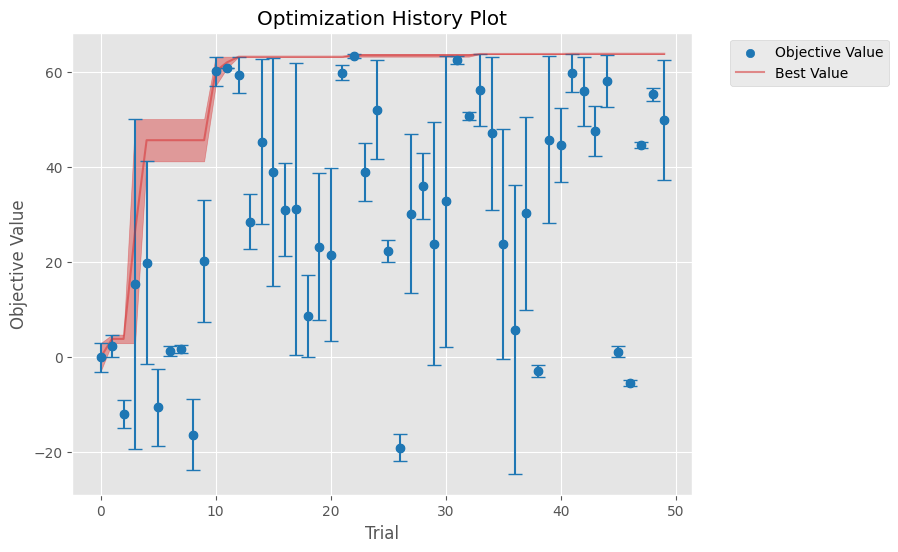 Optimization History Plot
Objective Value
Best Value
Objective Value
60
40
20
0
−20
0 10 20 30 40 50
Trial